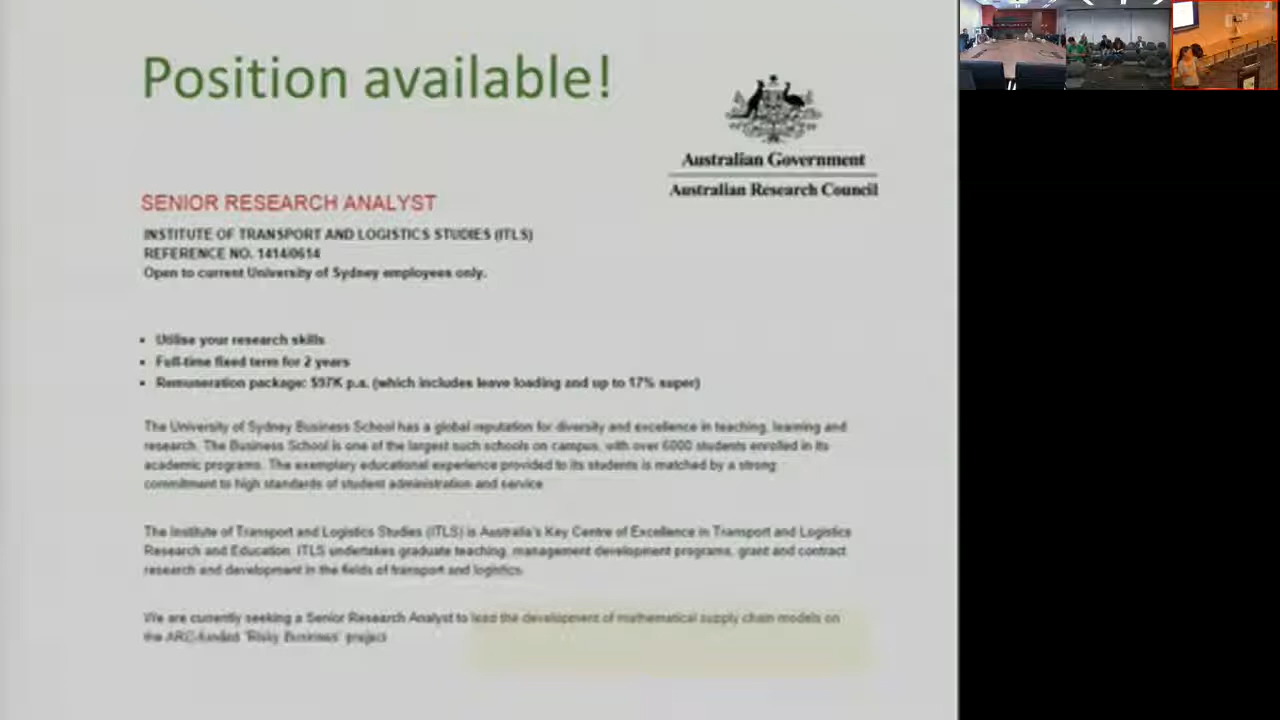 Position available!
Australian Government
Australian Research Council
SENIOR RESEARCH ANALYST
INSTITUTE OF TRANSPORT AND LOGISTICS STUDIES (ITLS)
REFERENCE NO. 1414/0614
Open to current University of Sydney employees only.
• Utilise your research skills
• Full-time fixed term for 2 years
• Remuneration package: $97K p.a. (which includes leave loading and up to 17% super)
The University of Sydney Business School has a global reputation for diversity and excellence in teaching, learning and
research. The Business School is one of the largest such schools on campus, with over 6000 students enrolled in its
academic programs. The exemplary educational experience provided to its students is matched by a strong
commitment to high standards of student administration and service
The Institute of Transport and Logistics Studies (ITLS) is Australia's Key Centre of Excellence in Transport and Logistics
Research and Education. ITLS undertakes graduate teaching, management development programs, grant and contract
research and development in the fields of transport and logistics.
We are currently seeking a Senior Research Analyst to lead the development of mathematical supply chain models on
the ARC-funded 'Risky Business' project